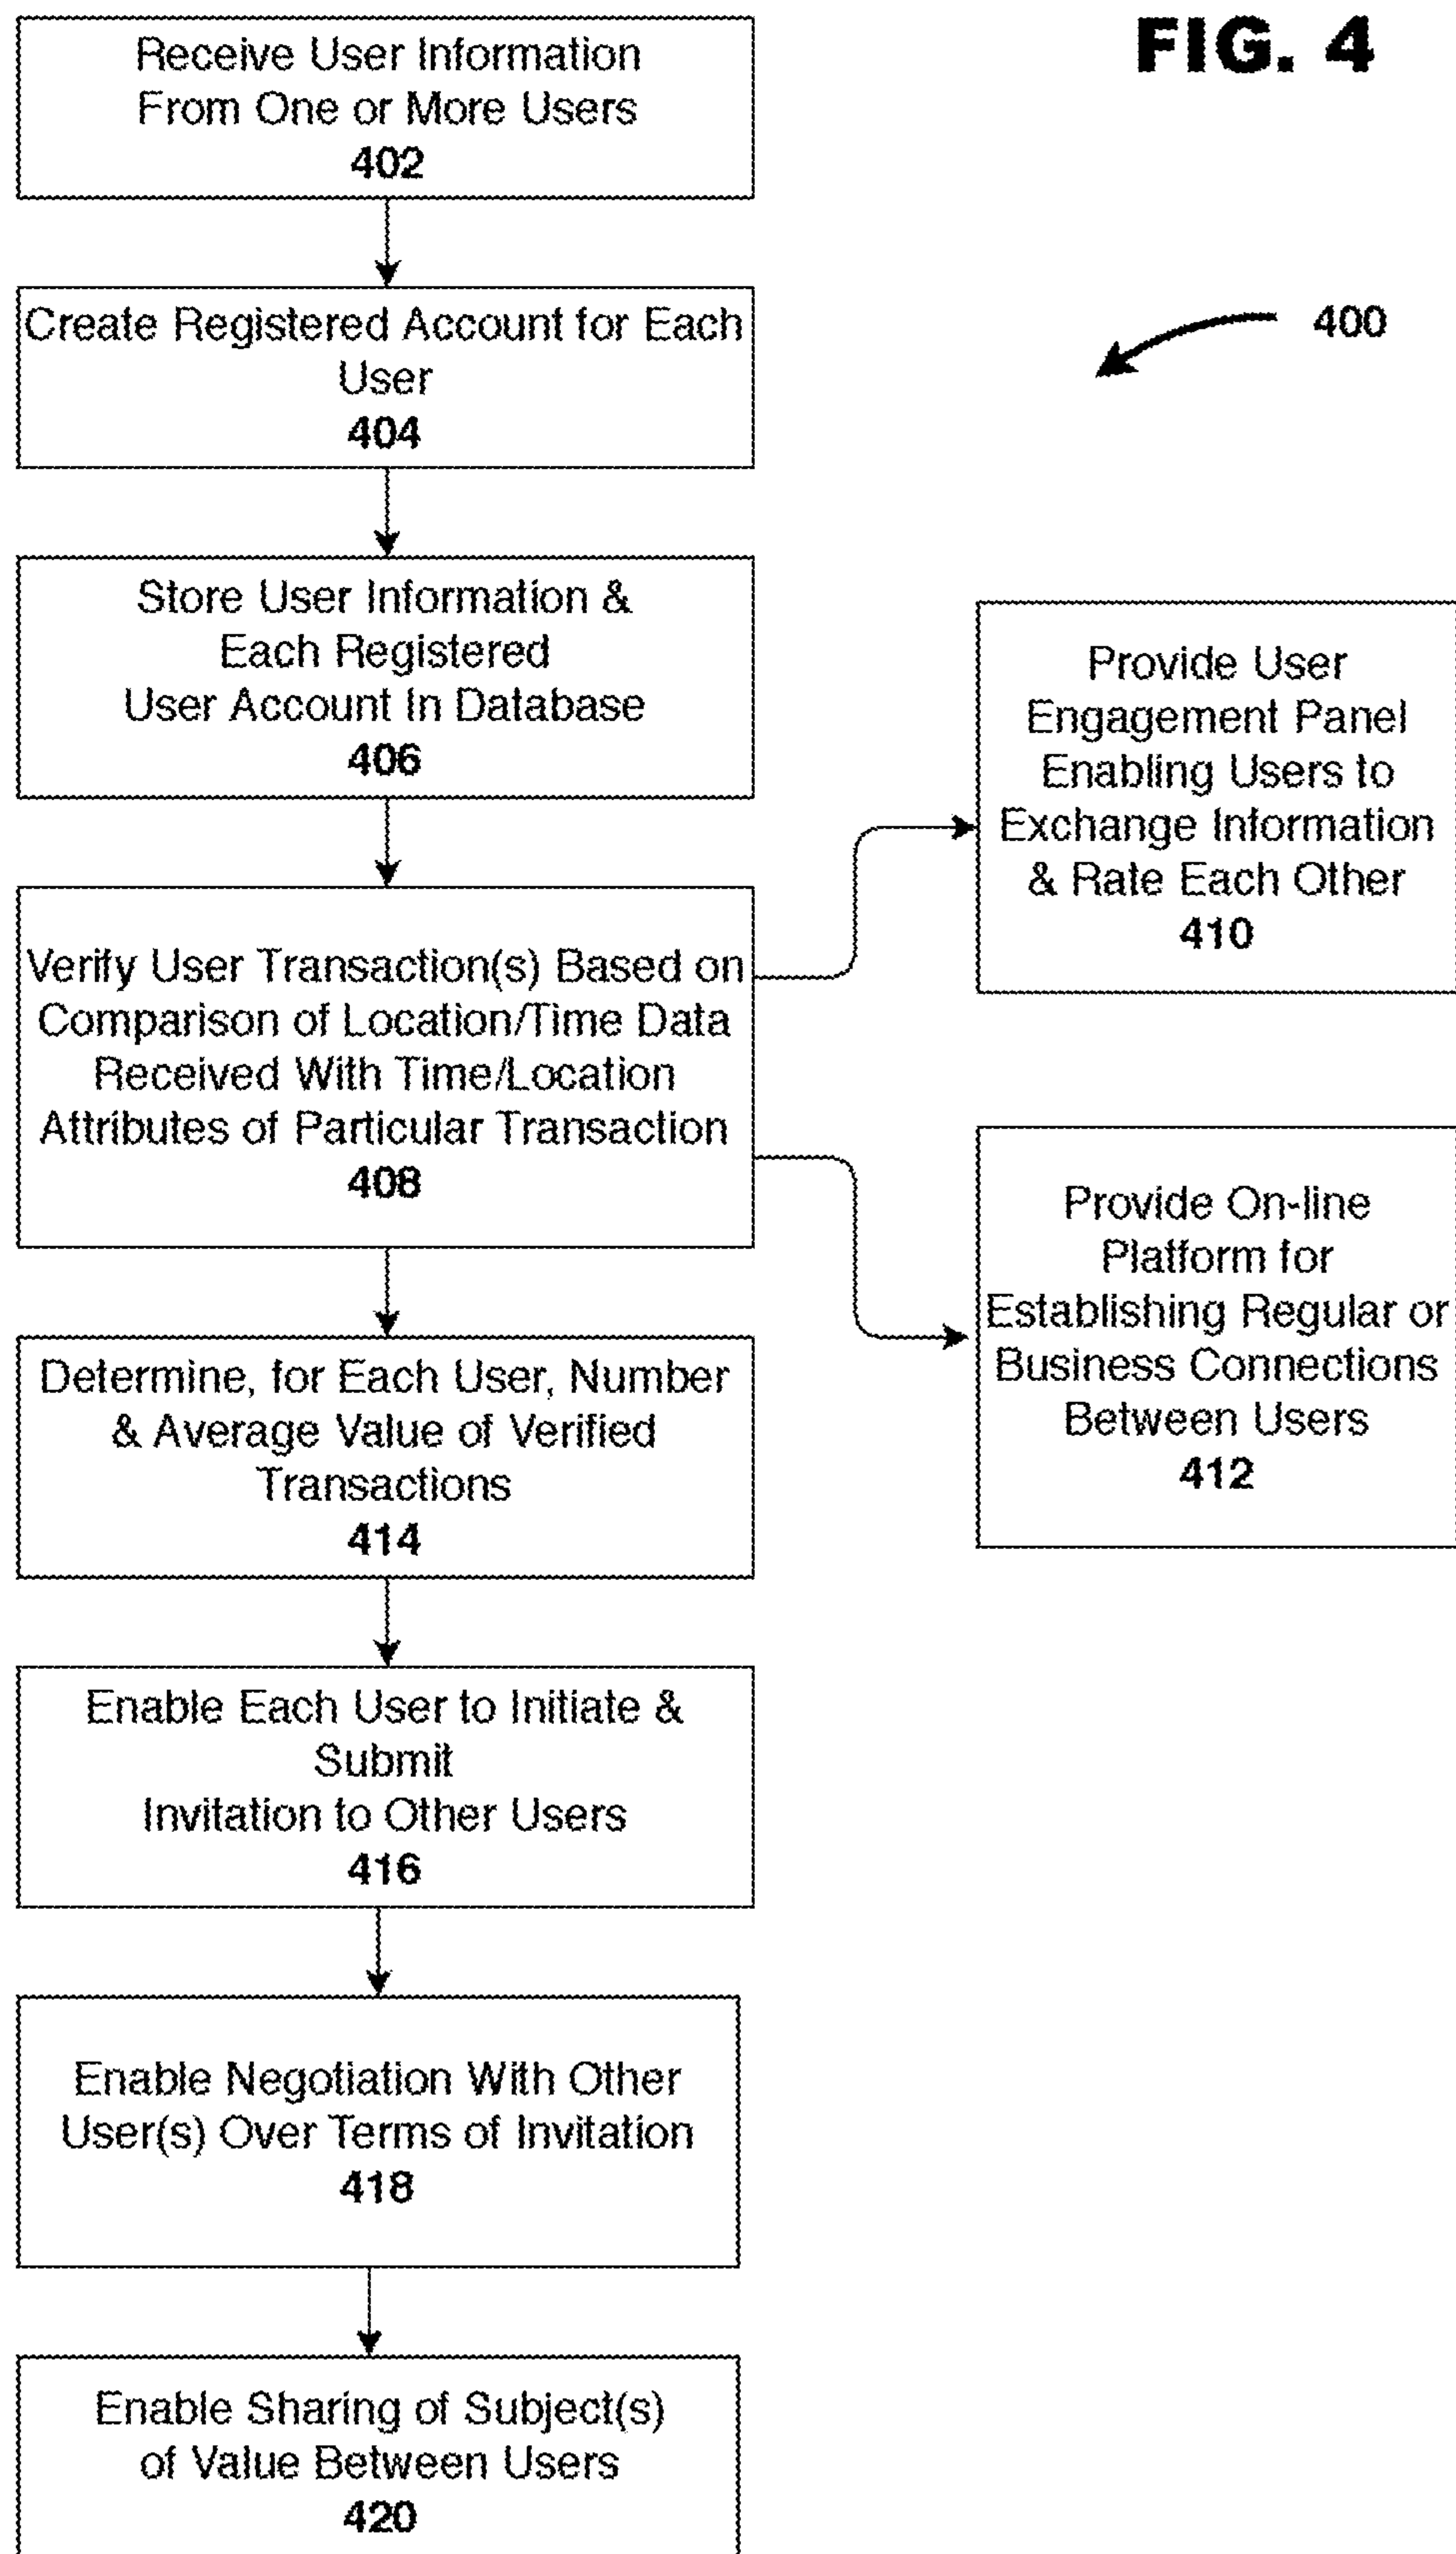 FIG. 4
Receive User Information
From One or More Users
402
400
Create Registered Account for Each
User
404
Store User Information &
Each Registered
User Account In Database
406
Provide User
Engagement Panel
Enabling Users to
Exchange Information
& Rate Each Other
410
Verify User Transaction(s) Based on
Comparison of Location/Time Data
Received With Time/Location
Attributes of Particular Transaction
408
Provide On-line
Platform for
Establishing Regular or
Business Connections
Between Users
412
Determine, for Each User, Number
& Average Value of Verified
Transactions
414
Enable Each User to Initiate &
Submit
Invitation to Other Users
416
Enable Negotiation With Other
User(s) Over Terms of Invitation
418
Enable Sharing of Subject(s)
of Value Between Users
420